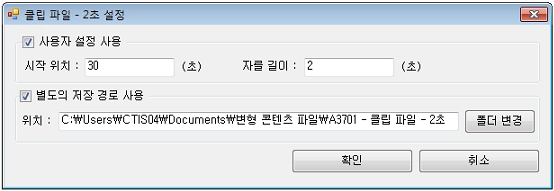 클립 파일 - 2초 설정
사용자 설정 사용
시작 위치 : 30 (초) 자를 길이 : 2 (초)
별도의 저장 경로 사용
위치 : C:₩Users₩CTIS04₩Documents₩변형 콘텐츠 파일₩A3701 - 클립 파일 - 2초 폴더 변경
확인 취소